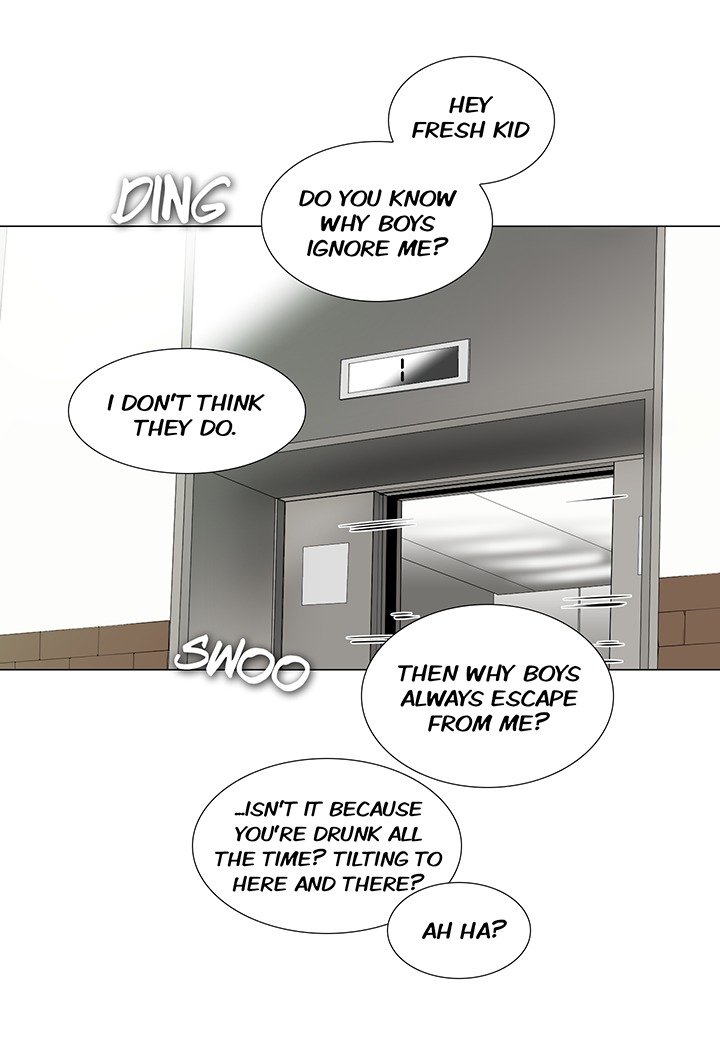 HEY
FRESH KID
DING
DO YOU KNOW
WHY BOYS
IGNORE ME?
1
I DON'T THINK
THEY DO.
SWOO
THEN WHY BOYS
ALWAYS ESCAPE
FROM ME?
...ISN'T IT BECAUSE
YOU'RE DRUNK ALL
THE TIME? TILTING TO
HERE AND THERE?
AH HA?